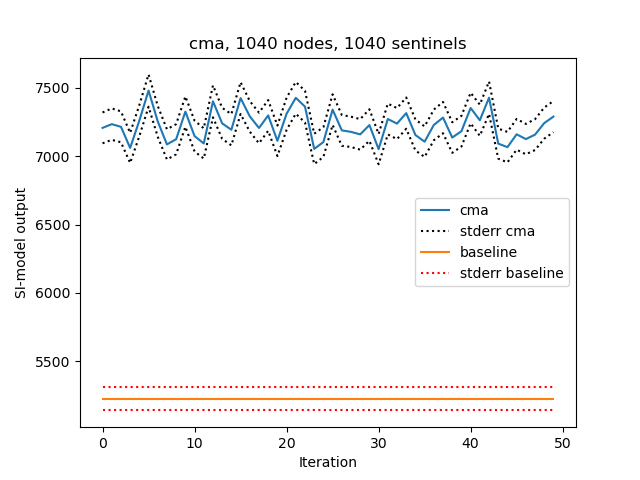 cma, 1040 nodes, 1040 sentinels
SI-model output
7500
7000
6500
6000
5500
cma
stderr cma
baseline
stderr baseline
0 10 20 30 40 50
Iteration